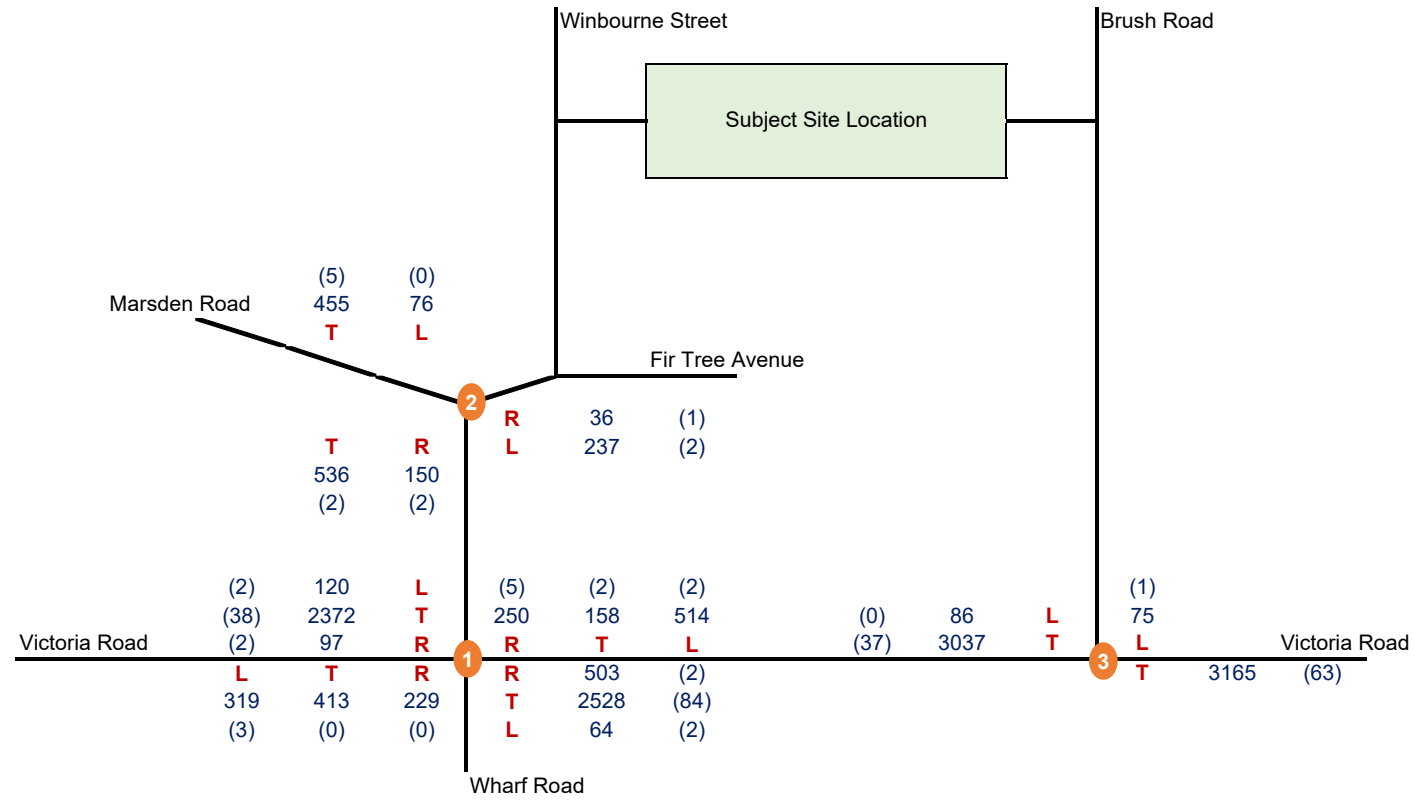 Winbourne Street Brush Road
Subject Site Location
(5) (0)
Marsden Road 455 76
T L
Fir Tree Avenue
2
R 36 (1)
T R L 237 (2)
536 150
(2) (2)
(2) 120 L (5) (2) (2) (1)
(38) 2372 T 250 158 514 (0) 86 L 75
Victoria Road (2) 97 R R T L (37) 3037 T L Victoria Road
1 3
L T R R 503 (2) T 3165 (63)
319 413 229 T 2528 (84)
(3) (0) (0) L 64 (2)
Wharf Road